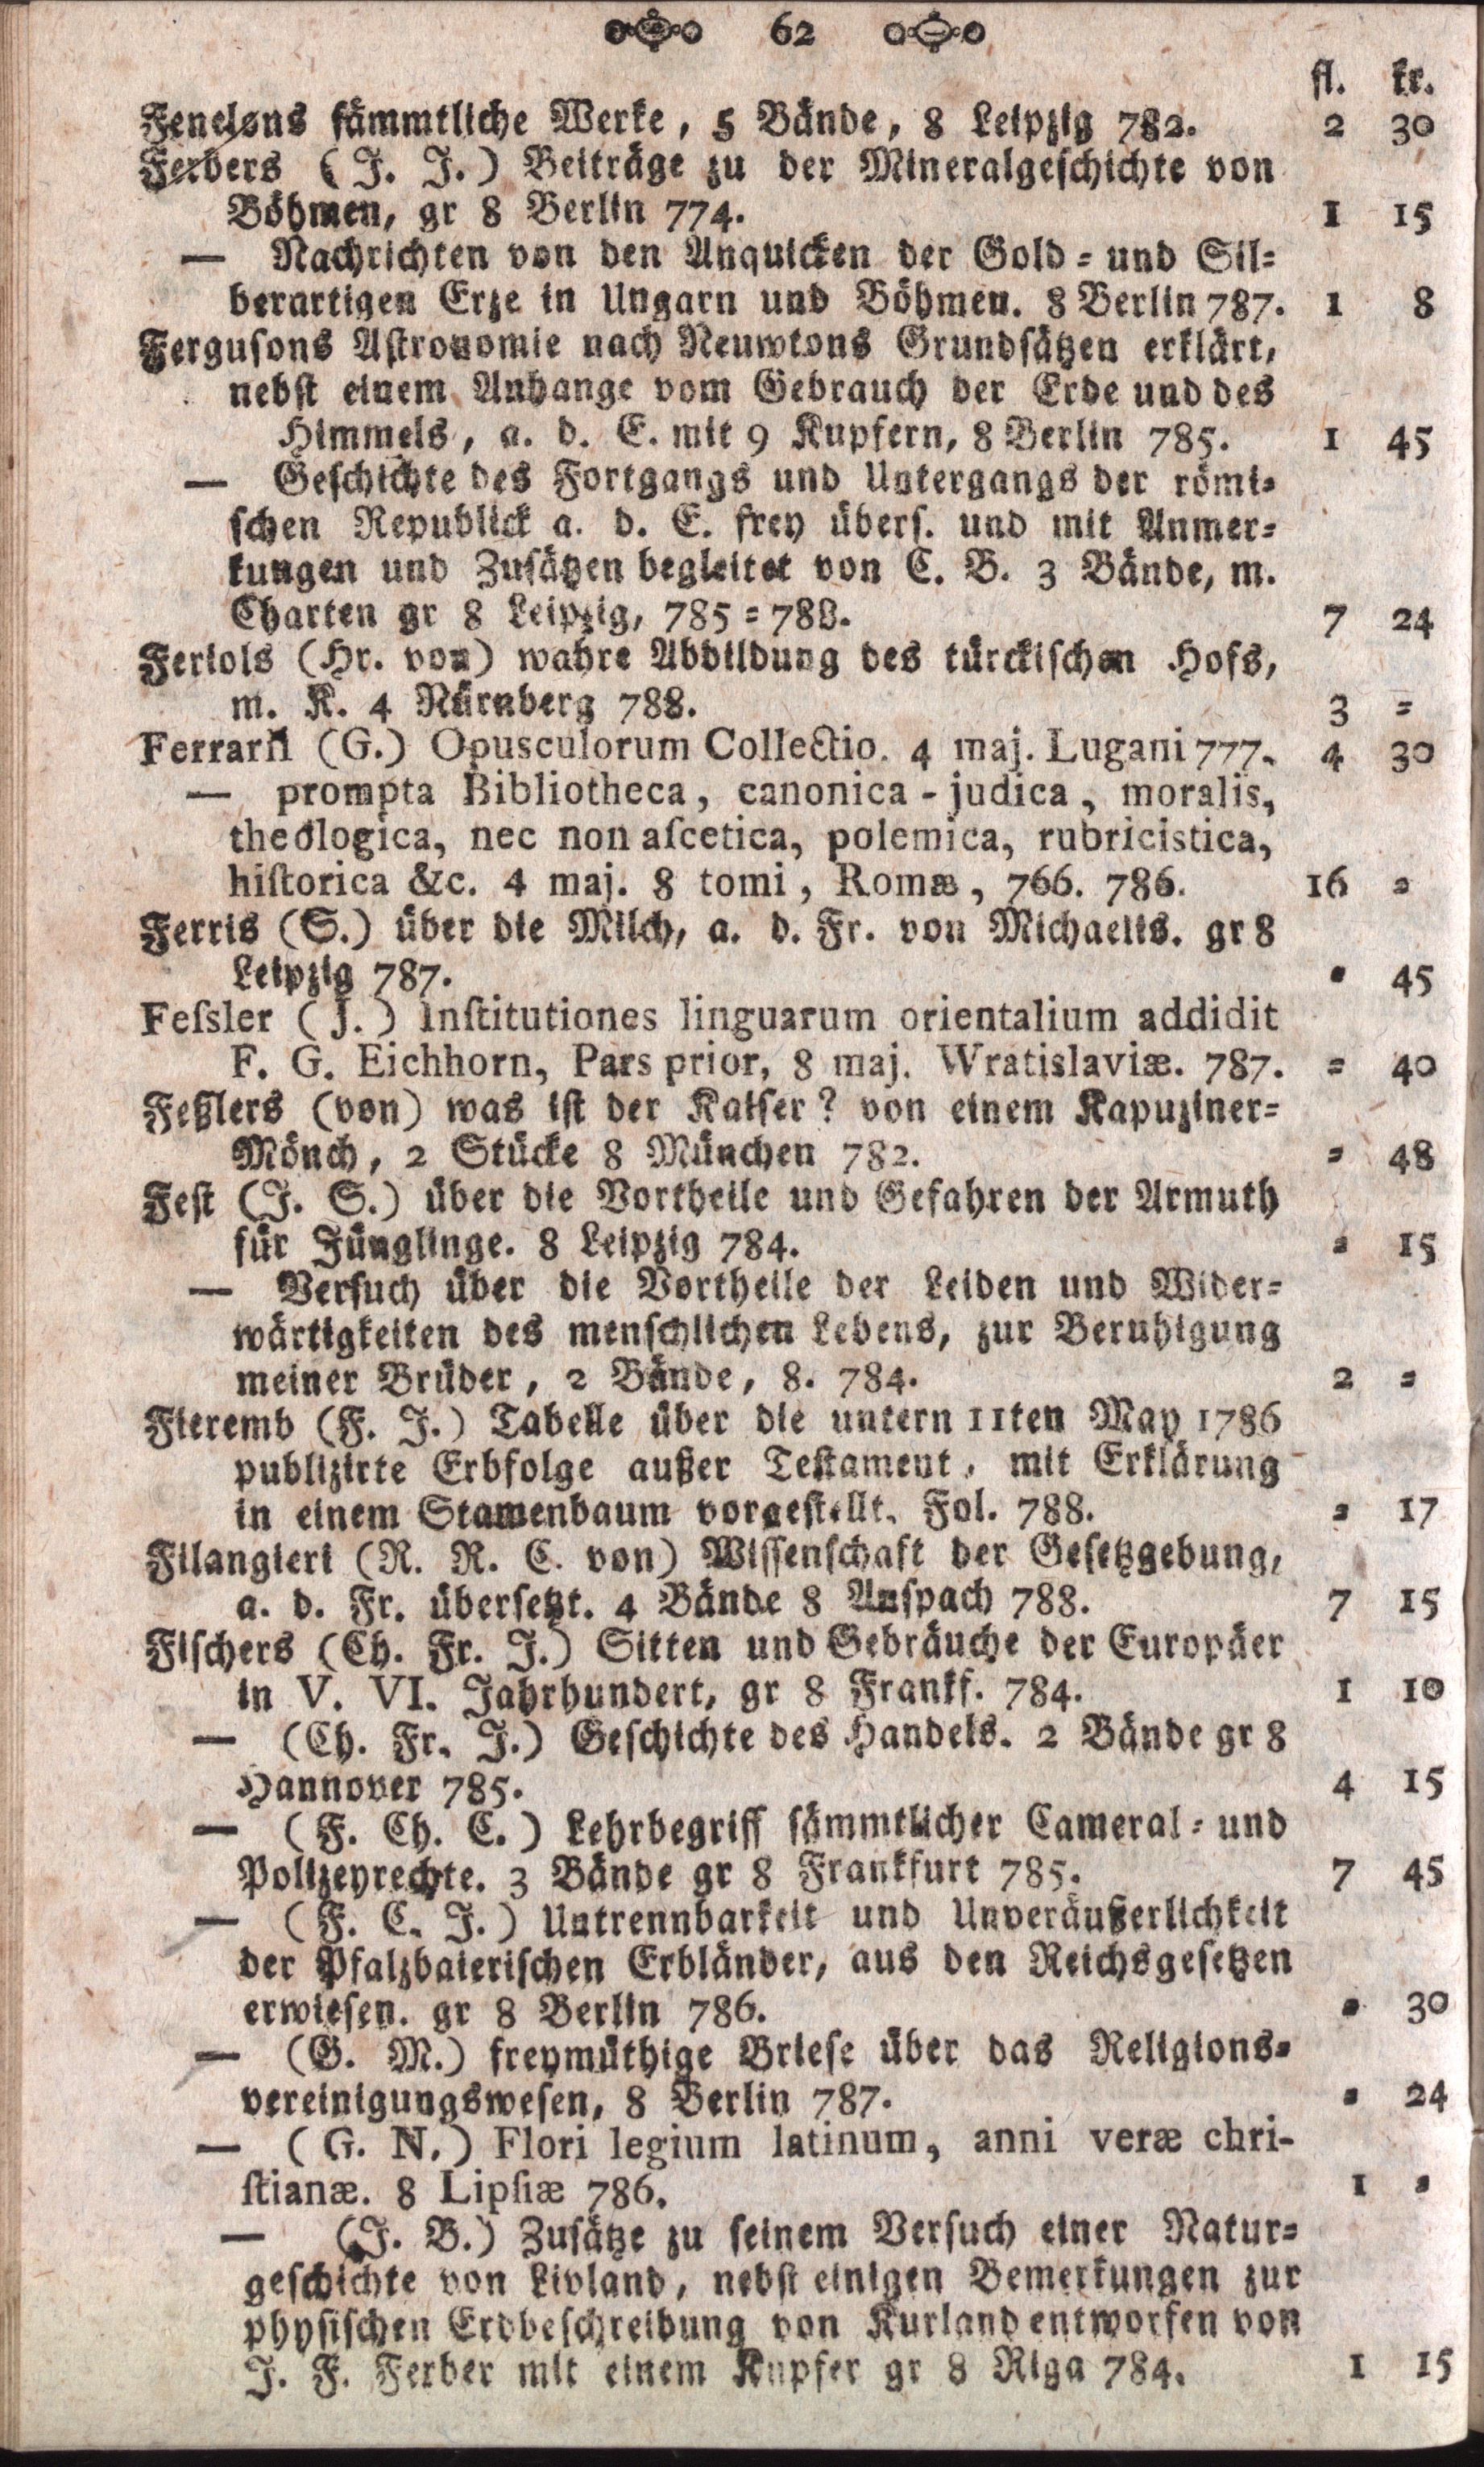 62
fl. kr.
Fenelons sämmtliche Werke, 5 Bände, 8 Leipzig 782. 2 30
Ferbers (J. J.) Beiträge zu der Mineralgeschichte von
Böhmen, gr 8 Berlin 774. 1 15
— Nachrichten von den Anquicken der Gold = und Sil=
berartigen Erze in Ungarn und Böhmen. 8 Berlin 787. 1 8
Fergusons Astronomie nach Neuwtons Grundsätzen erklärt,
nebst einem Anhange vom Gebrauch der Erde und des
Himmels, a. d. E. mit 9 Kupfern, 8 Berlin 785. 1 45
— Geschichte des Fortgangs und Untergangs der römi=
schen Republick a. d. E. frey übers. und mit Anmer=
kungen und Zusätzen begleitet von C. B. 3 Bände, m.
Charten gr 8 Leipzig, 785 = 788. 7 24
Feriols (Hr. von) wahre Abbildung des türckischen Hofs,
m. K. 4 Nürnberg 788. 3 =
Ferrarii (G.) Opusculorum Collectio. 4 maj. Lugani 777. 4 30
— prompta Bibliotheca, canonica - judica, moralis,
theologica, nec non aſcetica, polemica, rubricistica,
hiſtorica &c. 4 maj. 8 tomi, Romæ, 766. 786. 16 =
Ferris (S.) über die Milch, a. d. Fr. von Michaelis. gr 8
Leipzig 787. = 45
Feſsler (J.) Inſtitutiones linguarum orientalium addidit
F. G. Eichhorn, Pars prior, 8 maj. Wratislaviæ. 787. = 40
Feßlers (von) was ist der Kaiser? von einem Kapuziner=
Mönch, 2 Stücke 8 München 782. = 48
Fest (J. S.) über die Vortheile und Gefahren der Armuth
für Jünglinge. 8 Leipzig 784. = 15
— Versuch über die Vortheile der Leiden und Wider=
wärtigkeiten des menschlichen Lebens, zur Beruhigung
meiner Brüder, 2 Bände, 8. 784. 2 =
Fieremb (F. J.) Tabelle über die untern 11ten May 1786
publizirte Erbfolge außer Testament, mit Erklärung
in einem Stamenbaum vorgestellt. Fol. 788. = 17
Filangieri (R. R. C. von) Wissenschaft der Gesetzgebung,
a. d. Fr. übersetzt. 4 Bände 8 Anspach 788. 7 15
Fischers (Ch. Fr. J.) Sitten und Gebräuche der Europäer
in V. VI. Jahrhundert, gr 8 Frankf. 784. 1 10
— (Ch. Fr. J.) Geschichte des Handels. 2 Bände gr 8
Hannover 785. 4 15
— (F. Ch. C.) Lehrbegriff sämmtlicher Cameral = und
Polizeyrechte. 3 Bände gr 8 Frankfurt 785. 7 45
— (F. C. J.) Untrennbarkeit und Unveräußerlichkeit
der Pfalzbaierischen Erbländer, aus den Reichsgesetzen
erwiesen. gr 8 Berlin 786. = 30
— (G. M.) freymüthige Briefe über das Religions=
vereinigungswesen, 8 Berlin 787. = 24
— (G. N.) Flori legium latinum, anni veræ chri-
ſtianæ. 8 Lipſiæ 786. 1 =
— (J. B.) Zusätze zu seinem Versuch einer Natur=
geschichte von Livland, nebst einigen Bemerkungen zur
physischen Erdbeschreibung von Kurland entworfen von
J. F. Ferber mit einem Kupfer gr 8 Riga 784. 1 15